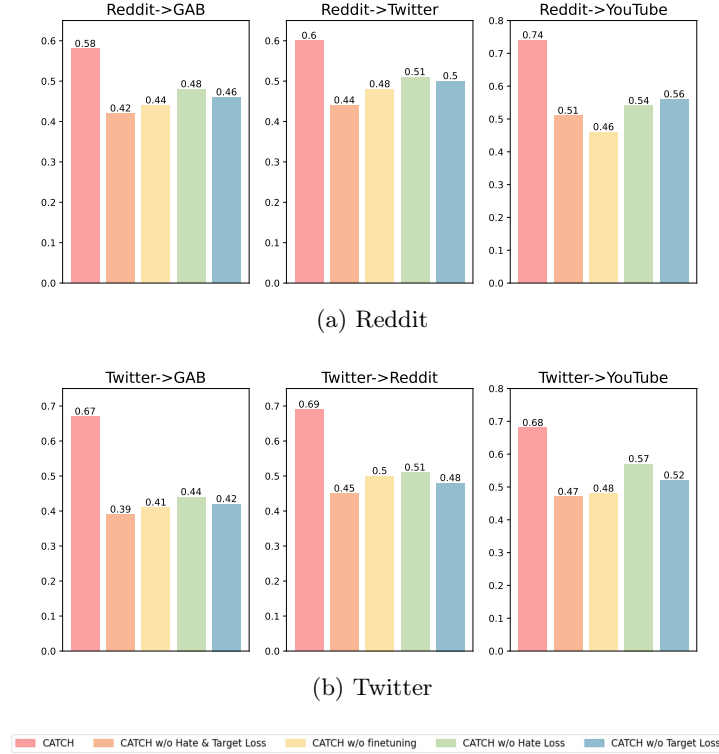 Reddit->GAB Reddit->Twitter Reddit->YouTube
0.6 0.6 0.8
0.5 0.5 0.7
0.4 0.4 0.6
0.3 0.3 0.5
0.2 0.2 0.4
0.1 0.1 0.3
0.0 0.0 0.2
0.1
0.0
0.58 0.42 0.44 0.48 0.46
0.6 0.44 0.48 0.51 0.5
0.74 0.51 0.46 0.54 0.56
(a) Reddit
Twitter->GAB Twitter->Reddit Twitter->YouTube
0.7 0.7 0.8
0.6 0.6 0.7
0.5 0.5 0.6
0.4 0.4 0.5
0.3 0.3 0.4
0.2 0.2 0.3
0.1 0.1 0.2
0.0 0.0 0.1
0.0
0.67 0.39 0.41 0.44 0.42
0.69 0.45 0.5 0.51 0.48
0.68 0.47 0.48 0.57 0.52
(b) Twitter
CATCH CATCH w/o Hate & Target Loss CATCH w/o finetuning CATCH w/o Hate Loss CATCH w/o Target Loss